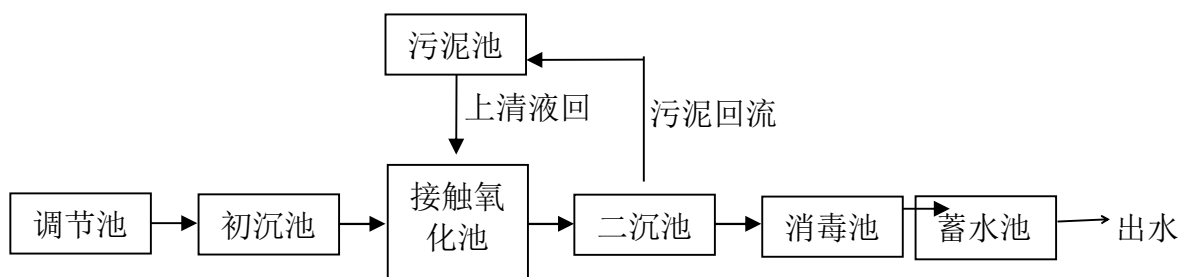 污泥池
上清液回
污泥回流
调节池
初沉池
接触氧
化池
二沉池
消毒池
蓄水池
出水